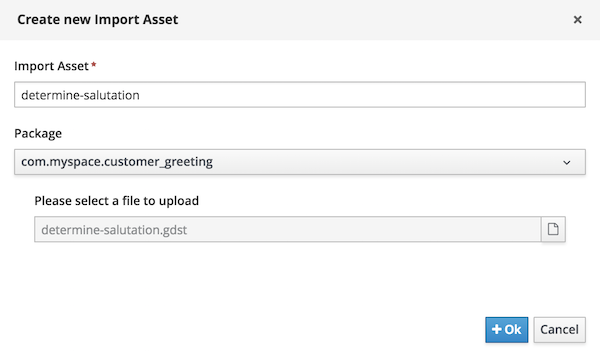 Create new Import Asset
Import Asset*
determine-salutation
Package
com.myspace.customer_greeting
Please select a file to upload
determine-salutation.gdst
+ Ok Cancel